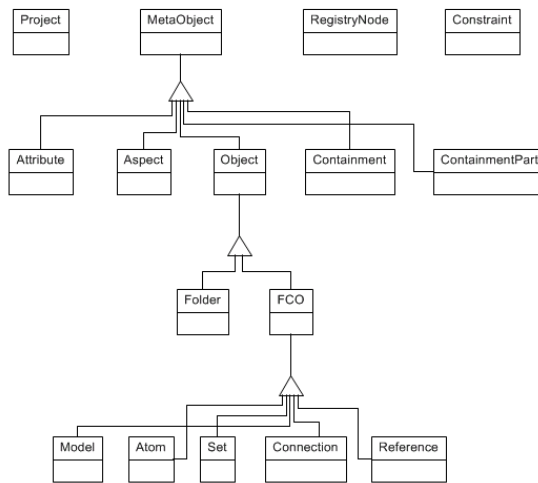 Project
MetaObject
RegistryNode
Constraint
Attribute
Aspect
Object
Containment
ContainmentPart
Folder
FCO
Model
Atom
Set
Connection
Reference